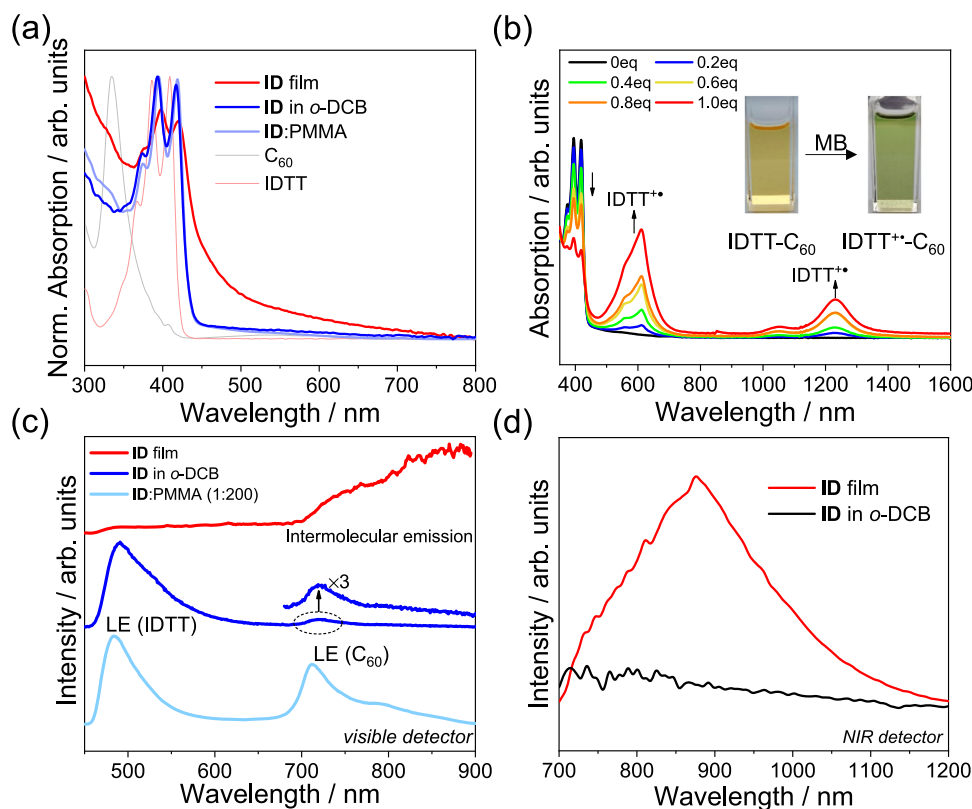 (a)
Norm. Absorption / arb. units
ID film
ID in o-DCB
ID:PMMA
C₆₀
IDTT
300 400 500 600 700 800
Wavelength / nm
(b)
Absorption / arb. units
0eq 0.2eq
0.4eq 0.6eq
0.8eq 1.0eq
MB
IDTT⁺•
IDTT-C₆₀ IDTT⁺•-C₆₀
IDTT⁺•
400 600 800 1000 1200 1400 1600
Wavelength / nm
(c)
Intensity / arb. units
ID film
ID in o-DCB
ID:PMMA (1:200)
Intermolecular emission
×3
LE (IDTT)
LE (C₆₀)
visible detector
500 600 700 800 900
Wavelength / nm
(d)
Intensity / arb. units
ID film
ID in o-DCB
NIR detector
700 800 900 1000 1100 1200
Wavelength / nm